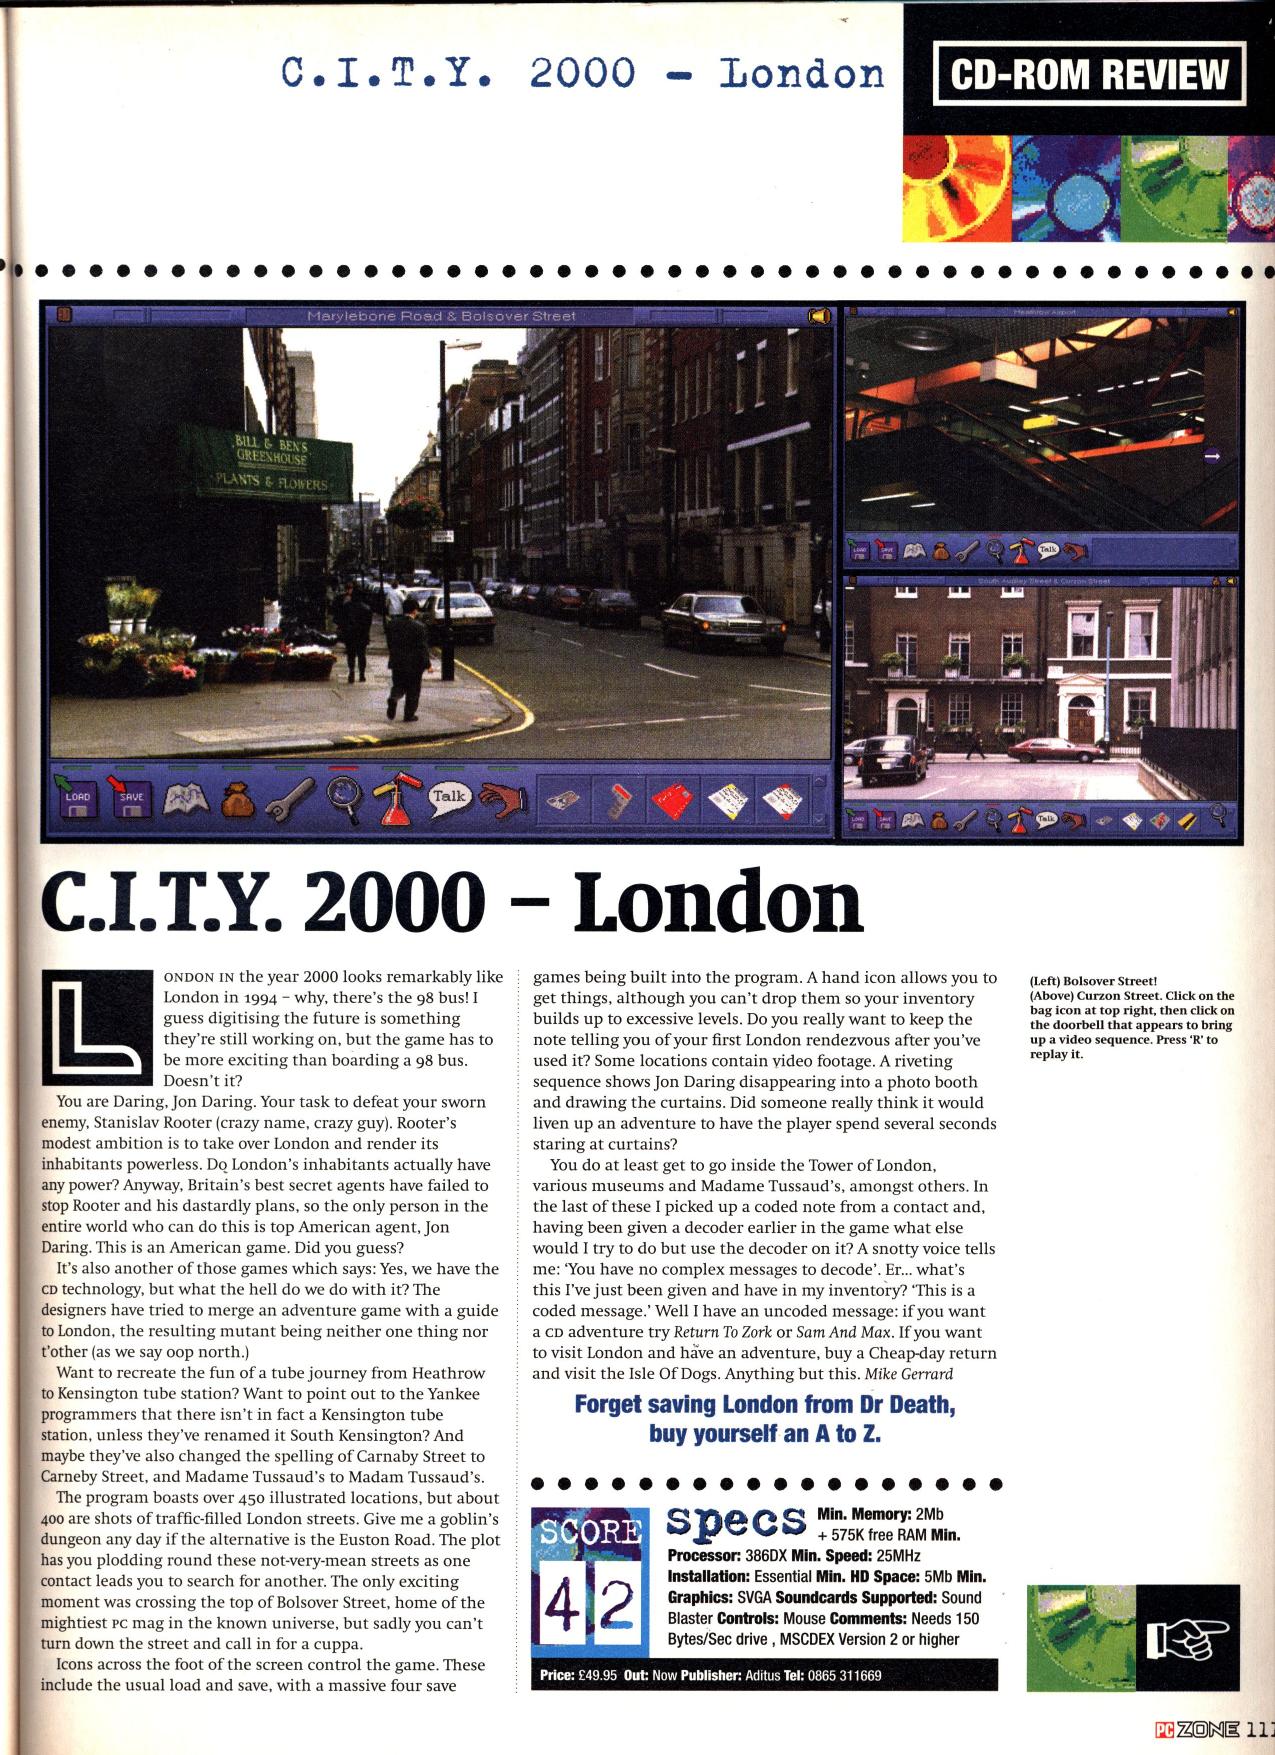 C.I.T.Y. 2000 – London
CD-ROM REVIEW
Marylebone Road & Bolsover Street
BILL & BEN'S
GREENHOUSE
PLANTS & FLOWERS
LOAD
SAVE
Talk
Heathrow Airport
LOAD
SAVE
Talk
South Audley Street & Curzon Street
LOAD
SAVE
Talk
C.I.T.Y. 2000 – London
LONDON IN the year 2000 looks remarkably like
London in 1994 – why, there's the 98 bus! I
guess digitising the future is something
they're still working on, but the game has to
be more exciting than boarding a 98 bus.
Doesn't it?
You are Daring, Jon Daring. Your task to defeat your sworn
enemy, Stanislav Rooter (crazy name, crazy guy). Rooter's
modest ambition is to take over London and render its
inhabitants powerless. Do London's inhabitants actually have
any power? Anyway, Britain's best secret agents have failed to
stop Rooter and his dastardly plans, so the only person in the
entire world who can do this is top American agent, Jon
Daring. This is an American game. Did you guess?
It's also another of those games which says: Yes, we have the
CD technology, but what the hell do we do with it? The
designers have tried to merge an adventure game with a guide
to London, the resulting mutant being neither one thing nor
t'other (as we say oop north.)
Want to recreate the fun of a tube journey from Heathrow
to Kensington tube station? Want to point out to the Yankee
programmers that there isn't in fact a Kensington tube
station, unless they've renamed it South Kensington? And
maybe they've also changed the spelling of Carnaby Street to
Carneby Street, and Madame Tussaud's to Madam Tussaud's.
The program boasts over 450 illustrated locations, but about
400 are shots of traffic-filled London streets. Give me a goblin's
dungeon any day if the alternative is the Euston Road. The plot
has you plodding round these not-very-mean streets as one
contact leads you to search for another. The only exciting
moment was crossing the top of Bolsover Street, home of the
mightiest PC mag in the known universe, but sadly you can't
turn down the street and call in for a cuppa.
Icons across the foot of the screen control the game. These
include the usual load and save, with a massive four save
games being built into the program. A hand icon allows you to
get things, although you can't drop them so your inventory
builds up to excessive levels. Do you really want to keep the
note telling you of your first London rendezvous after you've
used it? Some locations contain video footage. A riveting
sequence shows Jon Daring disappearing into a photo booth
and drawing the curtains. Did someone really think it would
liven up an adventure to have the player spend several seconds
staring at curtains?
You do at least get to go inside the Tower of London,
various museums and Madame Tussaud's, amongst others. In
the last of these I picked up a coded note from a contact and,
having been given a decoder earlier in the game what else
would I try to do but use the decoder on it? A snotty voice tells
me: 'You have no complex messages to decode'. Er... what's
this I've just been given and have in my inventory? 'This is a
coded message.' Well I have an uncoded message: if you want
a CD adventure try Return To Zork or Sam And Max. If you want
to visit London and have an adventure, buy a Cheap-day return
and visit the Isle Of Dogs. Anything but this. Mike Gerrard
Forget saving London from Dr Death,
buy yourself an A to Z.
(Left) Bolsover Street!
(Above) Curzon Street. Click on the
bag icon at top right, then click on
the doorbell that appears to bring
up a video sequence. Press 'R' to
replay it.
SCORE
42
specs Min. Memory: 2Mb
+ 575K free RAM Min.
Processor: 386DX Min. Speed: 25MHz
Installation: Essential Min. HD Space: 5Mb Min.
Graphics: SVGA Soundcards Supported: Sound
Blaster Controls: Mouse Comments: Needs 150
Bytes/Sec drive , MSCDEX Version 2 or higher
Price: £49.95 Out: Now Publisher: Aditus Tel: 0865 311669
PC ZONE 111